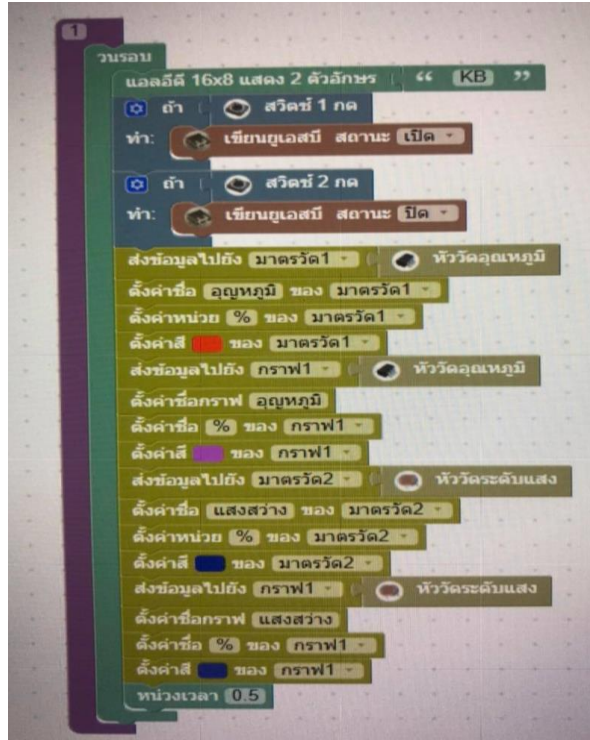 1
วนรอบ
แอลอีดี 16x8 แสดง 2 ตัวอักษร “ KB ”
ถ้า สวิตช์ 1 กด
ทำ: เขียนยูเอสบี สถานะ เปิด
ถ้า สวิตช์ 2 กด
ทำ: เขียนยูเอสบี สถานะ ปิด
ส่งข้อมูลไปยัง มาตรวัด1 หัววัดอุณหภูมิ
ตั้งค่าชื่อ อุญหภูมิ ของ มาตรวัด1
ตั้งค่าหน่วย % ของ มาตรวัด1
ตั้งค่าสี ของ มาตรวัด1
ส่งข้อมูลไปยัง กราฟ1 หัววัดอุณหภูมิ
ตั้งค่าชื่อกราฟ อุญหภูมิ
ตั้งค่าชื่อ % ของ กราฟ1
ตั้งค่าสี ของ กราฟ1
ส่งข้อมูลไปยัง มาตรวัด2 หัววัดระดับแสง
ตั้งค่าชื่อ แสงสว่าง ของ มาตรวัด2
ตั้งค่าหน่วย % ของ มาตรวัด2
ตั้งค่าสี ของ มาตรวัด2
ส่งข้อมูลไปยัง กราฟ1 หัววัดระดับแสง
ตั้งค่าชื่อกราฟ แสงสว่าง
ตั้งค่าชื่อ % ของ กราฟ1
ตั้งค่าสี ของ กราฟ1
หน่วงเวลา 0.5